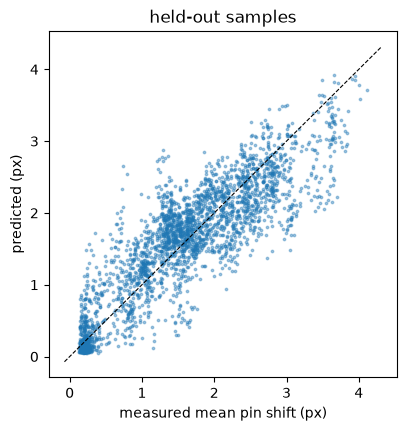 held-out samples
4
3
2
1
0
predicted (px)
0 1 2 3 4
measured mean pin shift (px)